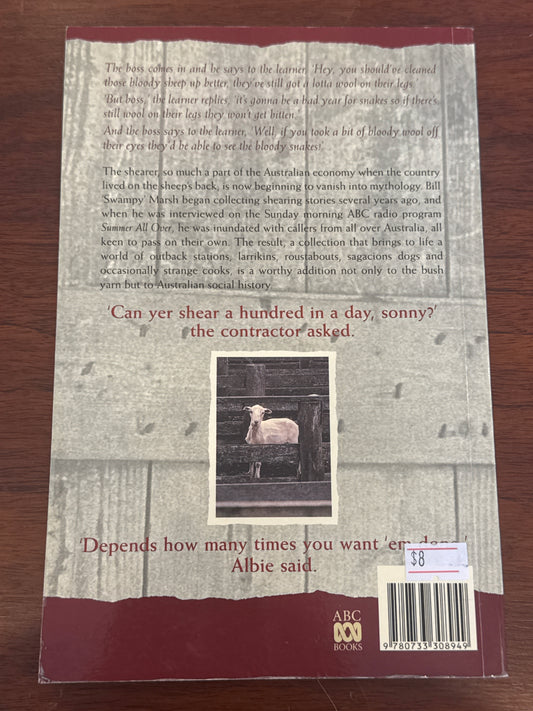 The boss comes in and he says to the learner, 'Hey, you should've cleaned
those bloody sheep up better, they've still got a lotta wool on their legs.'
'But boss,' the learner replies, 'it's gonna be a bad year for snakes so if there's
still wool on their legs they won't get bitten.'
And the boss says to the learner, 'Well, if you took a bit of bloody wool off
their eyes they'd be able to see the bloody snakes!'
The shearer, so much a part of the Australian economy when the country
lived on the sheep's back, is now beginning to vanish into mythology. Bill
'Swampy' Marsh began collecting shearing stories several years ago, and
when he was interviewed on the Sunday morning ABC radio program
Summer All Over, he was inundated with callers from all over Australia, all
keen to pass on their own. The result, a collection that brings to life a
world of outback stations, larrikins, roustabouts, sagacious dogs and
occasionally strange cooks, is a worthy addition not only to the bush
yarn but to Australian social history.
'Can yer shear a hundred in a day, sonny?'
the contractor asked.
'Depends how many times you want 'em done,'
Albie said.
$8
ABC
BOOKS
9 780733 308949